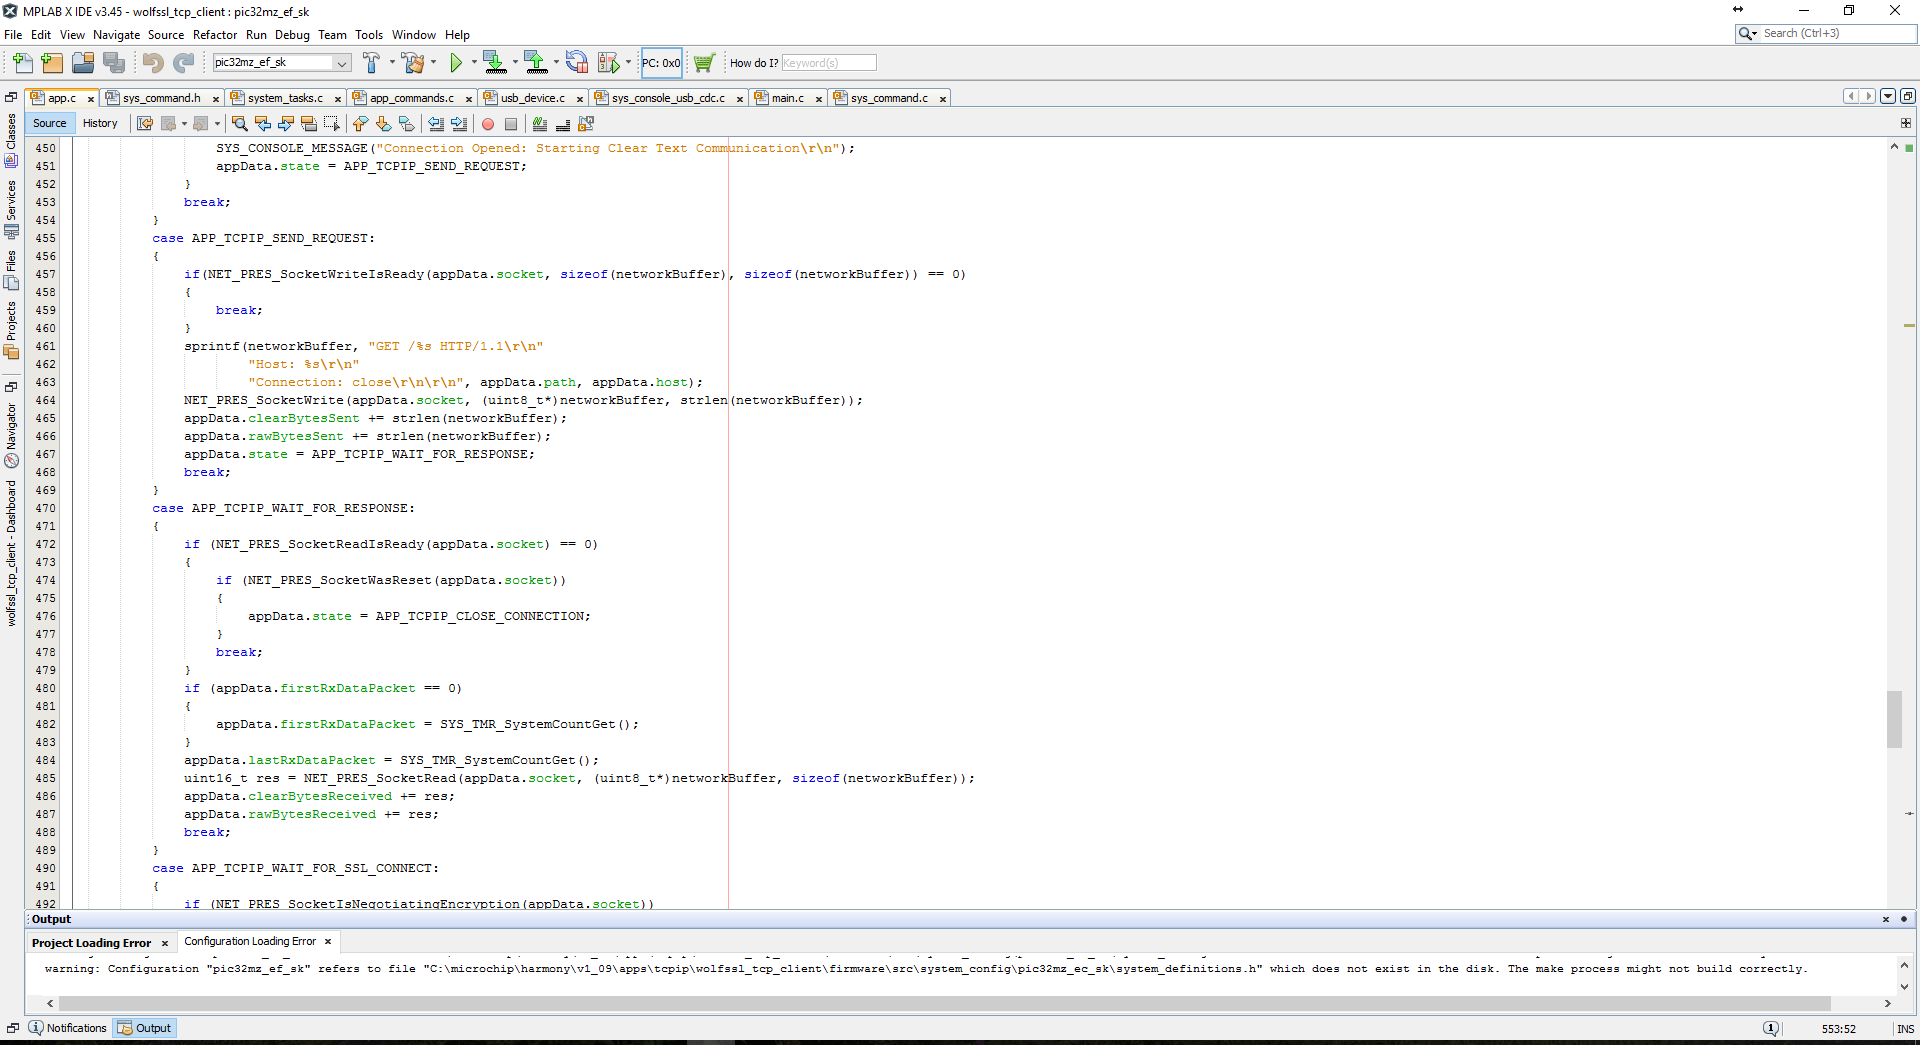 MPLAB X IDE v3.45 - wolfssl_tcp_client : pic32mz_ef_sk
File Edit View Navigate Source Refactor Run Debug Team Tools Window Help
Search (Ctrl+3)
pic32mz_ef_sk
PC: 0x0
How do I? Keyword(s)
app.c sys_command.h system_tasks.c app_commands.c usb_device.c sys_console_usb_cdc.c main.c sys_command.c
Source History
Classes
Services
Files
Projects
Navigator
wolfssl_tcp_client - Dashboard
450 SYS_CONSOLE_MESSAGE("Connection Opened: Starting Clear Text Communication\r\n");
451 appData.state = APP_TCPIP_SEND_REQUEST;
452 }
453 break;
454 }
455 case APP_TCPIP_SEND_REQUEST:
456 {
457 if(NET_PRES_SocketWriteIsReady(appData.socket, sizeof(networkBuffer), sizeof(networkBuffer)) == 0)
458 {
459 break;
460 }
461 sprintf(networkBuffer, "GET /%s HTTP/1.1\r\n"
462 "Host: %s\r\n"
463 "Connection: close\r\n\r\n", appData.path, appData.host);
464 NET_PRES_SocketWrite(appData.socket, (uint8_t*)networkBuffer, strlen(networkBuffer));
465 appData.clearBytesSent += strlen(networkBuffer);
466 appData.rawBytesSent += strlen(networkBuffer);
467 appData.state = APP_TCPIP_WAIT_FOR_RESPONSE;
468 break;
469 }
470 case APP_TCPIP_WAIT_FOR_RESPONSE:
471 {
472 if (NET_PRES_SocketReadIsReady(appData.socket) == 0)
473 {
474 if (NET_PRES_SocketWasReset(appData.socket))
475 {
476 appData.state = APP_TCPIP_CLOSE_CONNECTION;
477 }
478 break;
479 }
480 if (appData.firstRxDataPacket == 0)
481 {
482 appData.firstRxDataPacket = SYS_TMR_SystemCountGet();
483 }
484 appData.lastRxDataPacket = SYS_TMR_SystemCountGet();
485 uint16_t res = NET_PRES_SocketRead(appData.socket, (uint8_t*)networkBuffer, sizeof(networkBuffer));
486 appData.clearBytesReceived += res;
487 appData.rawBytesReceived += res;
488 break;
489 }
490 case APP_TCPIP_WAIT_FOR_SSL_CONNECT:
491 {
492 if (NET_PRES_SocketIsNegotiatingEncryption(appData.socket))
Output
Project Loading Error Configuration Loading Error
warning: Configuration "pic32mz_ef_sk" refers to file "C:\microchip\harmony\v1_09\apps\tcpip\wolfssl_tcp_client\firmware\src\system_config\pic32mz_ec_sk\system_definitions.h" which does not exist in the disk. The make process might not build correctly.
Notifications Output
1 553:52 INS